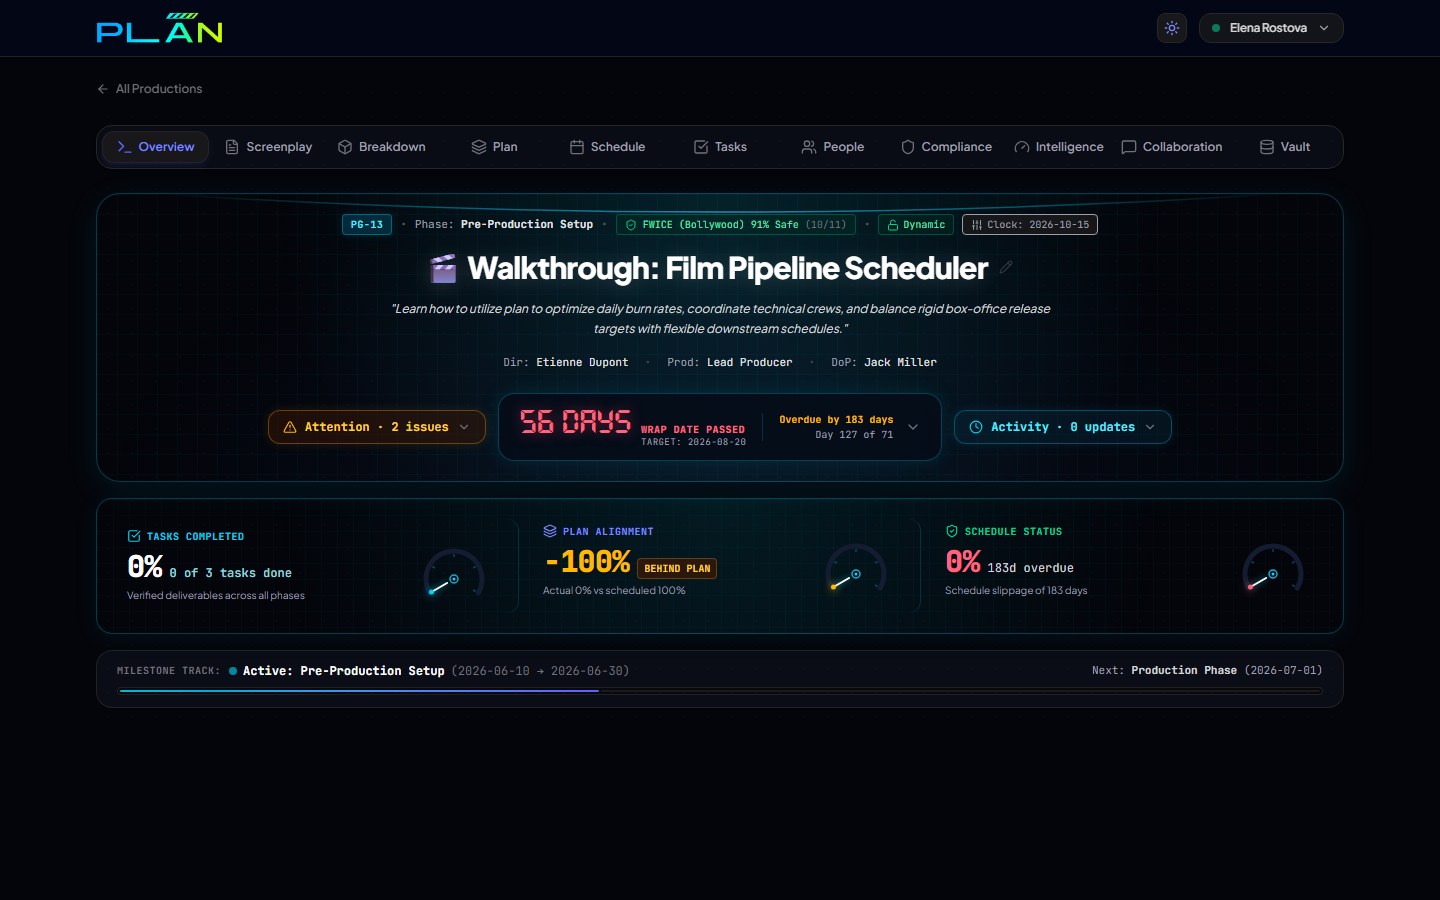 PLAN
Elena Rostova
All Productions
Overview
Screenplay
Breakdown
Plan
Schedule
Tasks
People
Compliance
Intelligence
Collaboration
Vault
PG-13 · Phase: Pre-Production Setup · FWICE (Bollywood) 91% Safe (10/11) · Dynamic Clock: 2026-10-15
Walkthrough: Film Pipeline Scheduler
"Learn how to utilize plan to optimize daily burn rates, coordinate technical crews, and balance rigid box-office release
targets with flexible downstream schedules."
Dir: Etienne Dupont · Prod: Lead Producer · DoP: Jack Miller
Attention · 2 issues
56 DAYS
WRAP DATE PASSED
TARGET: 2026-08-20
Overdue by 183 days
Day 127 of 71
Activity · 0 updates
TASKS COMPLETED
0% 0 of 3 tasks done
Verified deliverables across all phases
PLAN ALIGNMENT
-100% BEHIND PLAN
Actual 0% vs scheduled 100%
SCHEDULE STATUS
0% 183d overdue
Schedule slippage of 183 days
MILESTONE TRACK: Active: Pre-Production Setup (2026-06-10 → 2026-06-30)
Next: Production Phase (2026-07-01)